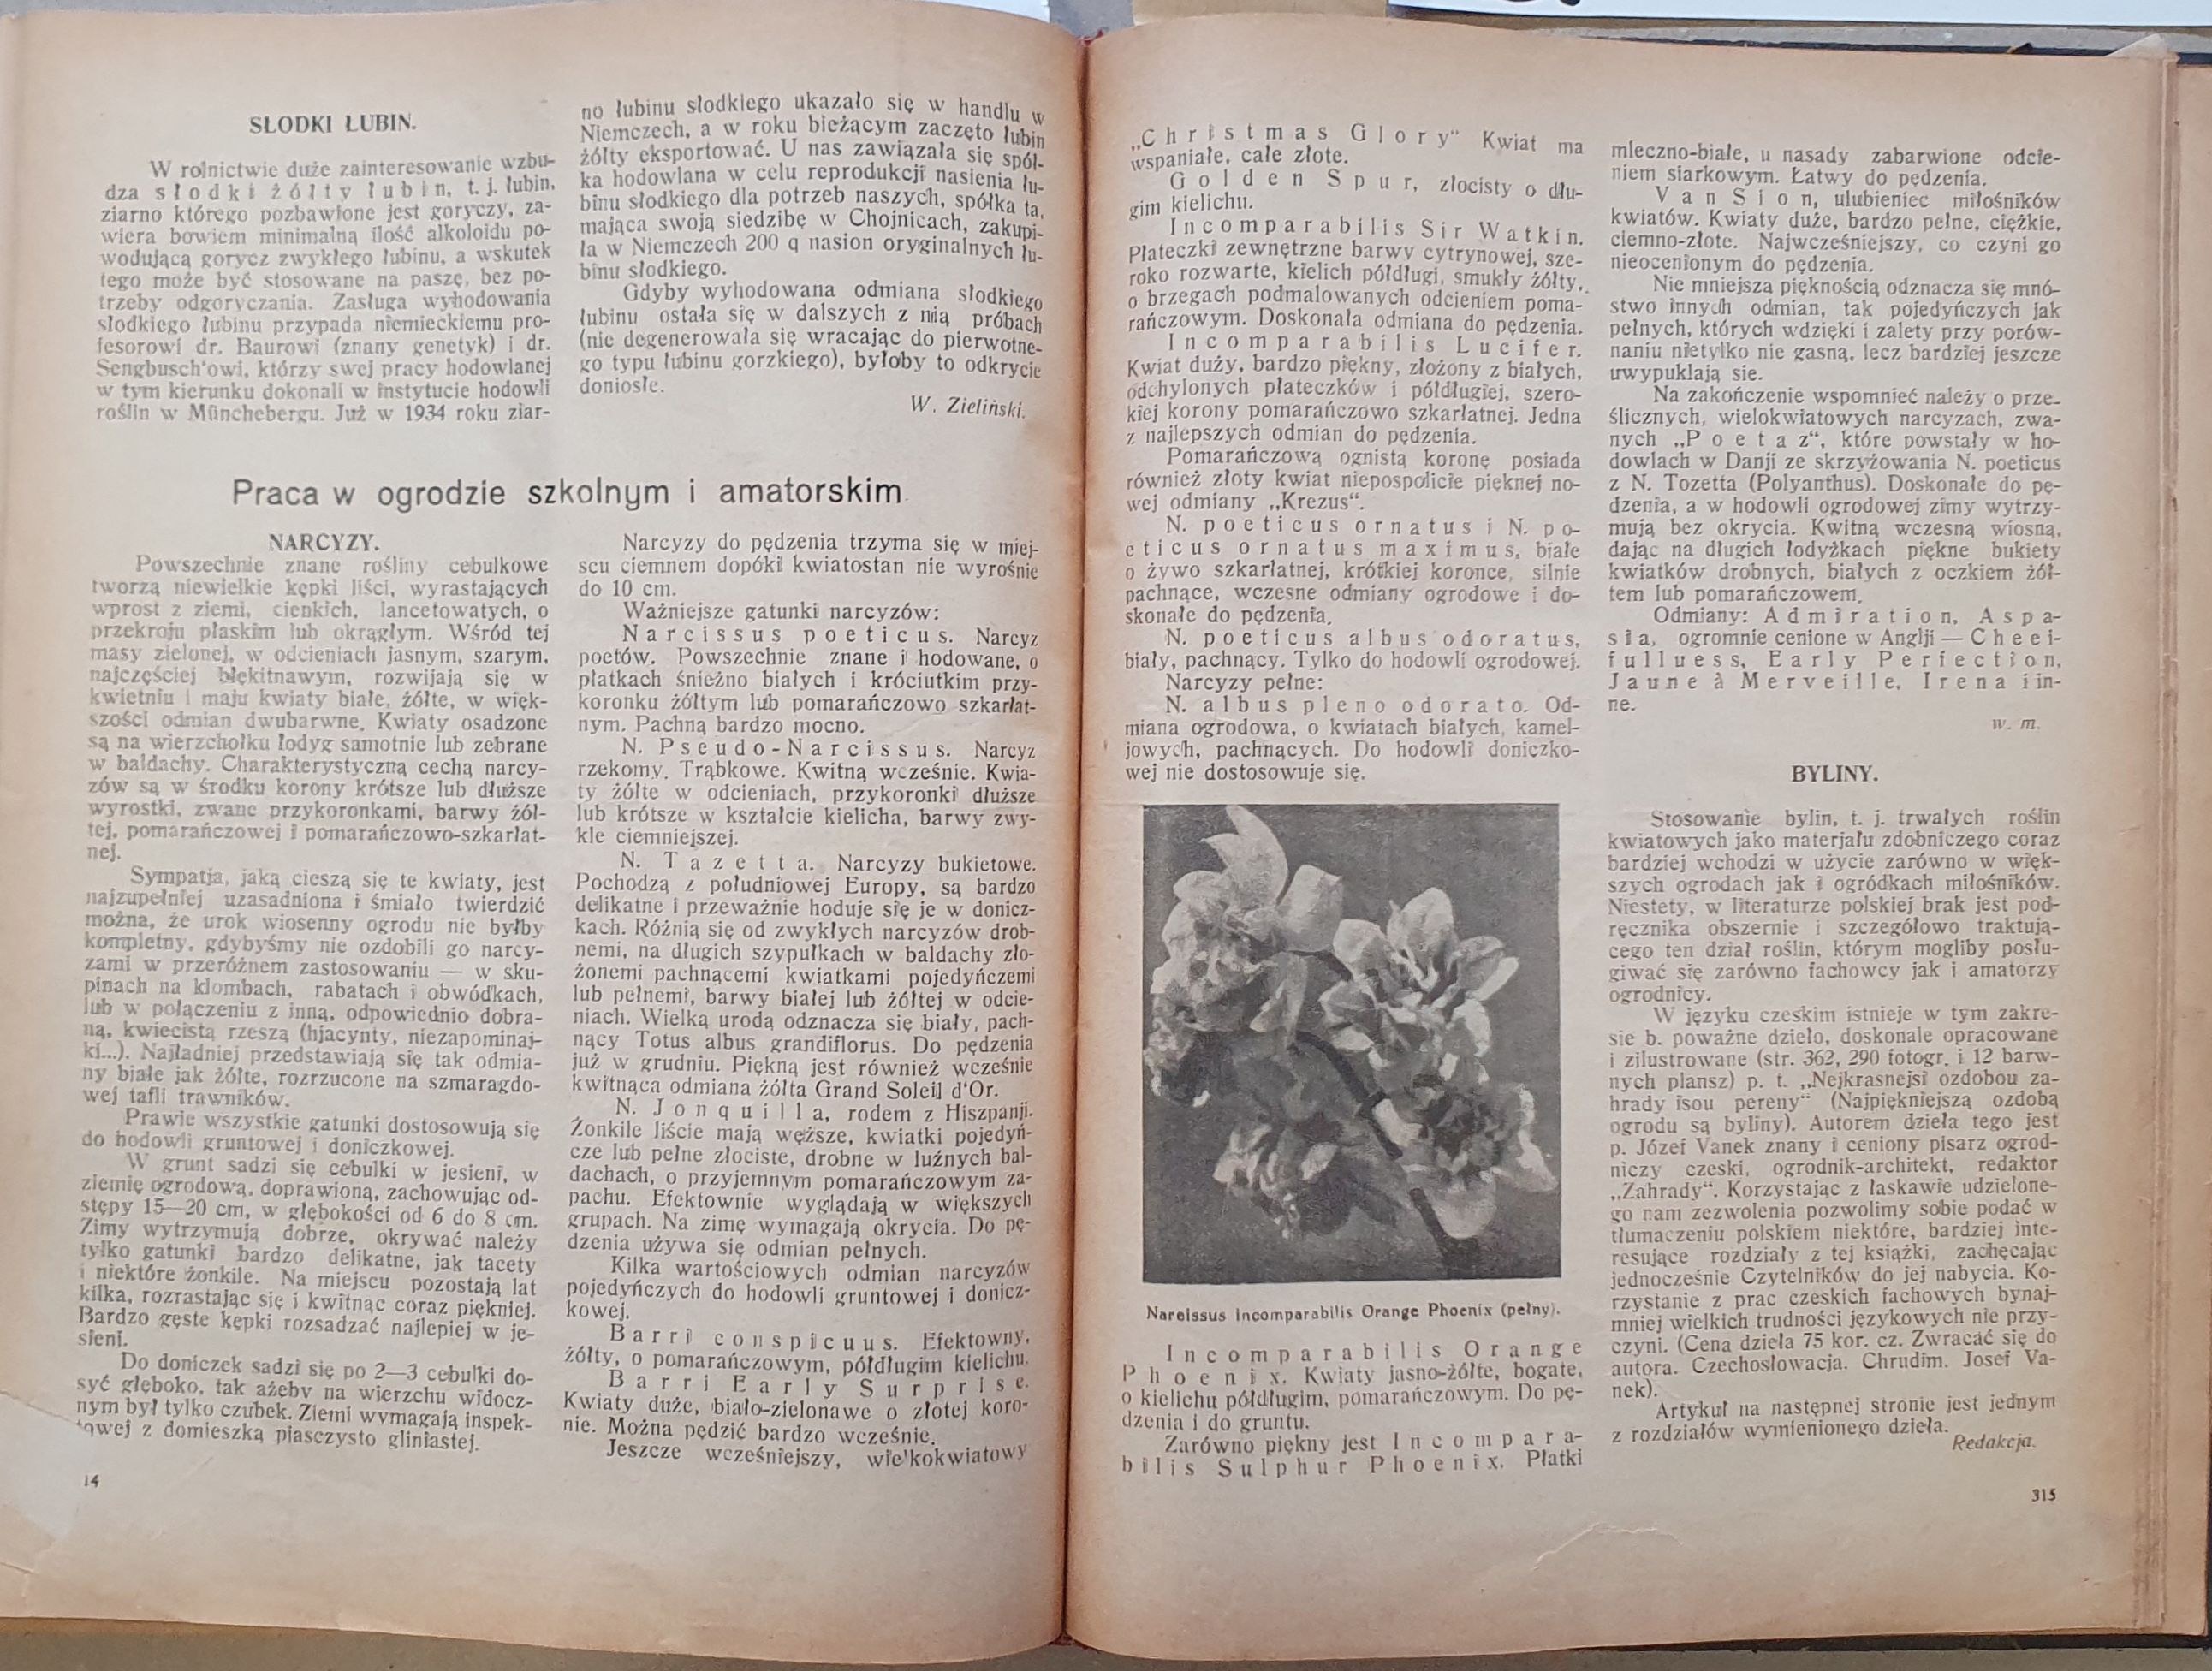 SŁODKI ŁUBIN.
W rolnictwie duże zainteresowanie wzbu-
dza słodki żółty łubin, t. j. łubin,
ziarno którego pozbawione jest goryczy, za-
wiera bowiem minimalną ilość alkoloidu po-
wodującą gorycz zwykłego łubinu, a wskutek
tego może być stosowane na paszę, bez po-
trzeby odgoryczania. Zasługa wyhodowania
słodkiego łubinu przypada niemieckiemu pro-
fesorowi dr. Baurowi (znany genetyk) i dr.
Sengbusch'owi, którzy swej pracy hodowlanej
w tym kierunku dokonali w instytucie hodowli
roślin w Münchebergu. Już w 1934 roku ziar-
no łubinu słodkiego ukazało się w handlu w
Niemczech, a w roku bieżącym zaczęto łubin
żółty eksportować. U nas zawiązała się spół-
ka hodowlana w celu reprodukcji nasienia łu-
binu słodkiego dla potrzeb naszych, spółka ta,
mająca swoją siedzibę w Chojnicach, zakupi-
ła w Niemczech 200 q nasion oryginalnych łu-
binu słodkiego.
Gdyby wyhodowana odmiana słodkiego
łubinu ostała się w dalszych z nią próbach
(nie degenerowała się wracając do pierwotne-
go typu łubinu gorzkiego), byłoby to odkrycie
doniosłe.
W. Zieliński.
Praca w ogrodzie szkolnym i amatorskim
NARCYZY.
Powszechnie znane rośliny cebulkowe
tworzą niewielkie kępki liści, wyrastających
wprost z ziemi, cienkich, lancetowatych, o
przekroju płaskim lub okrągłym. Wśród tej
masy zielonej, w odcieniach jasnym, szarym,
najczęściej błękitnawym, rozwijają się w
kwietniu i maju kwiaty białe, żółte, w więk-
szości odmian dwubarwne. Kwiaty osadzone
są na wierzchołku łodyg samotnie lub zebrane
w baldachy. Charakterystyczną cechą narcy-
zów są w środku korony krótsze lub dłuższe
wyrostki, zwane przykoronkami, barwy żół-
tej, pomarańczowej i pomarańczowo-szkarłat-
nej.
Sympatja, jaką cieszą się te kwiaty, jest
najzupełniej uzasadniona i śmiało twierdzić
można, że urok wiosenny ogrodu nie byłby
kompletny, gdybyśmy nie ozdobili go narcy-
zami w przeróżnem zastosowaniu — w sku-
pinach na klombach, rabatach i obwódkach,
lub w połączeniu z inną, odpowiednio dobra-
ną, kwiecistą rzeszą (hjacynty, niezapominaj-
ki...). Najładniej przedstawiają się tak odmia-
ny białe jak żółte, rozrzucone na szmaragdo-
wej tafli trawników.
Prawie wszystkie gatunki dostosowują się
do hodowli gruntowej i doniczkowej.
W grunt sadzi się cebulki w jesieni, w
ziemię ogrodową, doprawioną, zachowując od-
stępy 15—20 cm, w głębokości od 6 do 8 cm.
Zimy wytrzymują dobrze, okrywać należy
tylko gatunki bardzo delikatne, jak tacety
i niektóre żonkile. Na miejscu pozostają lat
kilka, rozrastając się i kwitnąc coraz piękniej.
Bardzo gęste kępki rozsadzać najlepiej w je-
sieni.
Do doniczek sadzi się po 2—3 cebulki do-
syć głęboko, tak ażeby na wierzchu widocz-
nym był tylko czubek. Ziemi wymagają inspek-
towej z domieszką piasczysto gliniastej.
14
Narcyzy do pędzenia trzyma się w miej-
scu ciemnem dopóki kwiatostan nie wyrośnie
do 10 cm.
Ważniejsze gatunki narcyzów:
Narcissus poeticus. Narcyz
poetów. Powszechnie znane i hodowane, o
płatkach śnieżno białych i króciutkim przy-
koronku żółtym lub pomarańczowo szkarłat-
nym. Pachną bardzo mocno.
N. Pseudo-Narcissus. Narcyz
rzekomy. Trąbkowe. Kwitną wcześnie. Kwia-
ty żółte w odcieniach, przykoronki dłuższe
lub krótsze w kształcie kielicha, barwy zwy-
kle ciemniejszej.
N. Tazetta. Narcyzy bukietowe.
Pochodzą z południowej Europy, są bardzo
delikatne i przeważnie hoduje się je w donicz-
kach. Różnią się od zwykłych narcyzów drob-
nemi, na długich szypułkach w baldachy zło-
żonemi pachnącemi kwiatkami pojedyńczemi
lub pełnemi, barwy białej lub żółtej w odcie-
niach. Wielką urodą odznacza się biały, pach-
nący Totus albus grandiflorus. Do pędzenia
już w grudniu. Piękną jest również wcześnie
kwitnąca odmiana żółta Grand Soleil d'Or.
N. Jonquilla, rodem z Hiszpanji.
Żonkile liście mają węższe, kwiatki pojedyń-
cze lub pełne złociste, drobne w luźnych bal-
dachach, o przyjemnym pomarańczowym za-
pachu. Efektownie wyglądają w większych
grupach. Na zimę wymagają okrycia. Do pę-
dzenia używa się odmian pełnych.
Kilka wartościowych odmian narcyzów
pojedyńczych do hodowli gruntowej i donicz-
kowej.
Barri conspicuus. Efektowny,
żółty, o pomarańczowym, półdługim kielichu.
Barri Early Surprise.
Kwiaty duże, biało-zielonawe o złotej koro-
nie. Można pędzić bardzo wcześnie.
Jeszcze wcześniejszy, wielkokwiatowy
„Christmas Glory" Kwiat ma
wspaniałe, całe złote.
Golden Spur, złocisty o dłu-
gim kielichu.
Incomparabilis Sir Watkin.
Płateczki zewnętrzne barwy cytrynowej, sze-
roko rozwarte, kielich półdługi, smukły żółty,
o brzegach podmalowanych odcieniem poma-
rańczowym. Doskonała odmiana do pędzenia.
Incomparabilis Lucifer.
Kwiat duży, bardzo piękny, złożony z białych,
odchylonych płateczków i półdługiej, szero-
kiej korony pomarańczowo szkarłatnej. Jedna
z najlepszych odmian do pędzenia.
Pomarańczową ognistą koronę posiada
również złoty kwiat niepospolicie pięknej no-
wej odmiany „Krezus“.
N. poeticus ornatus i N. po-
eticus ornatus maximus, białe
o żywo szkarłatnej, krótkiej koronce, silnie
pachnące, wczesne odmiany ogrodowe i do-
skonałe do pędzenia.
N. poeticus albus odoratus,
biały, pachnący. Tylko do hodowli ogrodowej.
Narcyzy pełne:
N. albus pleno odorato. Od-
miana ogrodowa, o kwiatach białych, kamel-
jowych, pachnących. Do hodowli doniczko-
wej nie dostosowuje się.
Narcissus Incomparabilis Orange Phoenix (pełny).
Incomparabilis Orange
Phoenix. Kwiaty jasno-żółte, bogate,
o kielichu półdługim, pomarańczowym. Do pę-
dzenia i do gruntu.
Zarówno piękny jest Incompara-
bilis Sulphur Phoenix. Płatki
mleczno-białe, u nasady zabarwione odcie-
niem siarkowym. Łatwy do pędzenia.
Van Sion, ulubieniec miłośników
kwiatów. Kwiaty duże, bardzo pełne, ciężkie,
ciemno-złote. Najwcześniejszy, co czyni go
nieocenionym do pędzenia.
Nie mniejszą pięknością odznacza się mnó-
stwo innych odmian, tak pojedyńczych jak
pełnych, których wdzięki i zalety przy porów-
naniu nietylko nie gasną, lecz bardziej jeszcze
uwypuklają sie.
Na zakończenie wspomnieć należy o prze-
ślicznych, wielokwiatowych narcyzach, zwa-
nych „Poetaz“, które powstały w ho-
dowlach w Danji ze skrzyżowania N. poeticus
z N. Tozetta (Polyanthus). Doskonałe do pę-
dzenia, a w hodowli ogrodowej zimy wytrzy-
mują bez okrycia. Kwitną wczesną wiosną,
dając na długich łodyżkach piękne bukiety
kwiatków drobnych, białych z oczkiem żół-
tem lub pomarańczowem.
Odmiany: Admiration, Aspa-
sia, ogromnie cenione w Anglji — Cheei-
fulluess, Early Perfection,
Jaune à Merveille, Irena i in-
ne.
w. m.
BYLINY.
Stosowanie bylin, t. j. trwałych roślin
kwiatowych jako materjału zdobniczego coraz
bardziej wchodzi w użycie zarówno w więk-
szych ogrodach jak i ogródkach miłośników.
Niestety, w literaturze polskiej brak jest pod-
ręcznika obszernie i szczegółowo traktują-
cego ten dział roślin, którym mogliby posłu-
giwać się zarówno fachowcy jak i amatorzy
ogrodnicy.
W języku czeskim istnieje w tym zakre-
sie b. poważne dzieło, doskonale opracowane
i zilustrowane (str. 362, 290 fotogr. i 12 barw-
nych plansz) p. t. „Nejkrasnejsi ozdobou za-
hrady isou pereny“ (Najpiękniejszą ozdobą
ogrodu są byliny). Autorem dzieła tego jest
p. Józef Vanek znany i ceniony pisarz ogrod-
niczy czeski, ogrodnik-architekt, redaktor
„Zahrady“. Korzystając z łaskawie udzielone-
go nam zezwolenia pozwolimy sobie podać w
tłumaczeniu polskiem niektóre, bardziej inte-
resujące rozdziały z tej książki, zachęcając
jednocześnie Czytelników do jej nabycia. Ko-
rzystanie z prac czeskich fachowych bynaj-
mniej wielkich trudności językowych nie przy-
czyni. (Cena dzieła 75 kor. cz. Zwracać się do
autora. Czechosłowacja. Chrudim. Josef Va-
nek).
Artykuł na następnej stronie jest jednym
z rozdziałów wymienionego dzieła.
Redakcja.
315